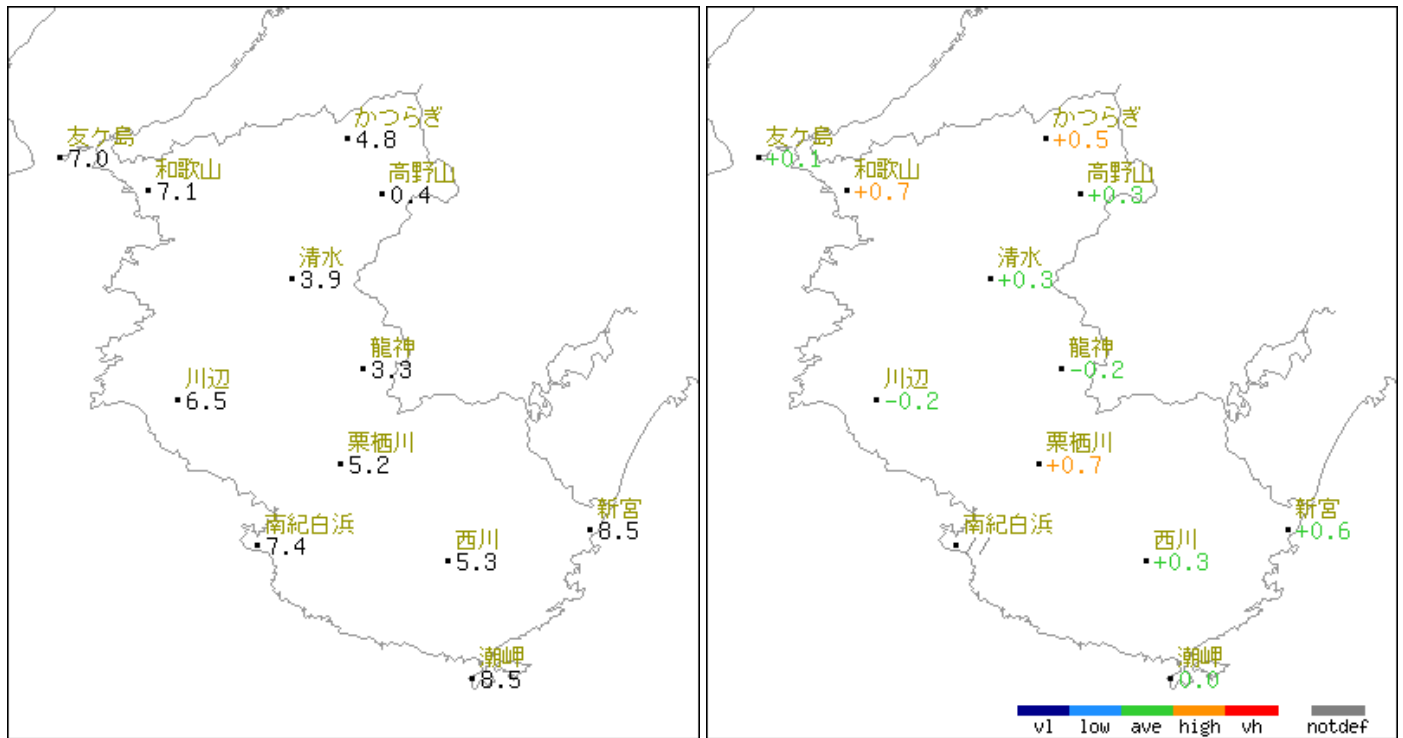 かつらぎ
4.8
友ケ島
7.0
和歌山
7.1
高野山
0.4
清水
3.9
龍神
3.3
川辺
6.5
栗栖川
5.2
南紀白浜
7.4
西川
5.3
新宮
8.5
潮岬
8.5
かつらぎ
+0.5
友ケ島
+0.1
和歌山
+0.7
高野山
+0.3
清水
+0.3
龍神
-0.2
川辺
-0.2
栗栖川
+0.7
南紀白浜
//
西川
+0.3
新宮
+0.6
潮岬
0.0
vl low ave high vh notdef